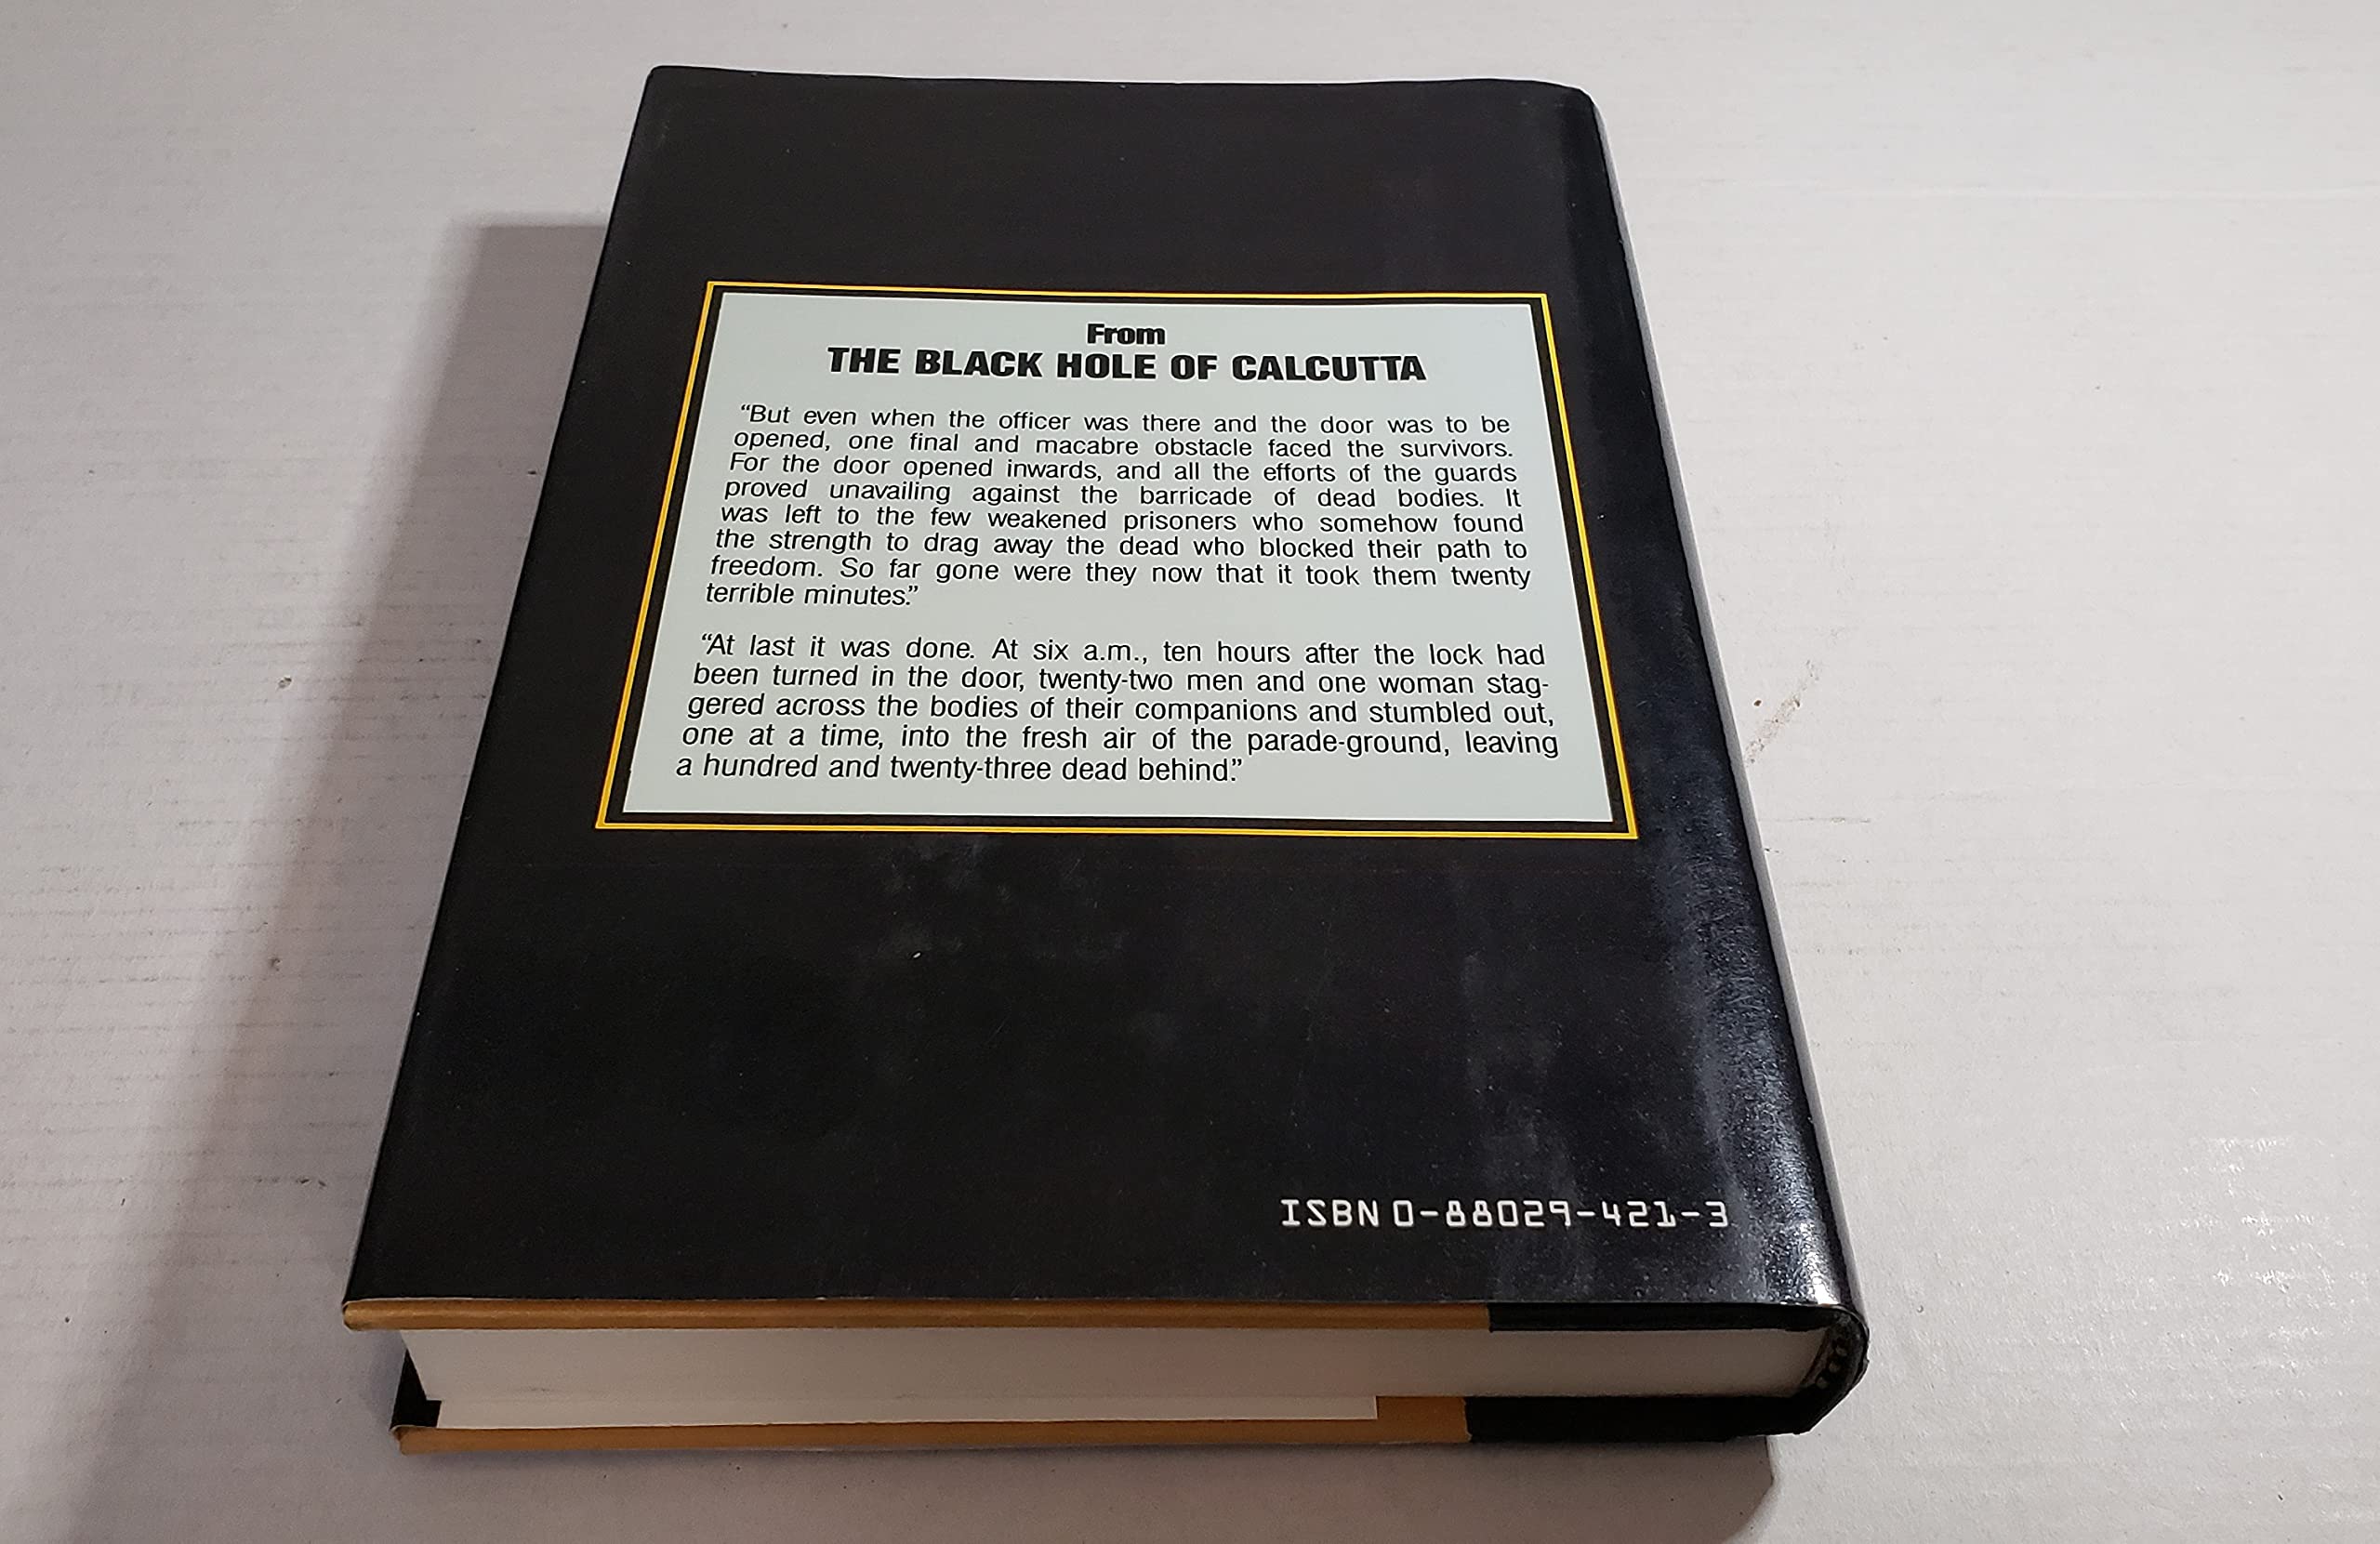 From
THE BLACK HOLE OF CALCUTTA
“But even when the officer was there and the door was to be
opened, one final and macabre obstacle faced the survivors.
For the door opened inwards, and all the efforts of the guards
proved unavailing against the barricade of dead bodies. It
was left to the few weakened prisoners who somehow found
the strength to drag away the dead who blocked their path to
freedom. So far gone were they now that it took them twenty
terrible minutes.”
“At last it was done. At six a.m., ten hours after the lock had
been turned in the door, twenty-two men and one woman stag-
gered across the bodies of their companions and stumbled out,
one at a time, into the fresh air of the parade-ground, leaving
a hundred and twenty-three dead behind.”
ISBN 0-88029-421-3